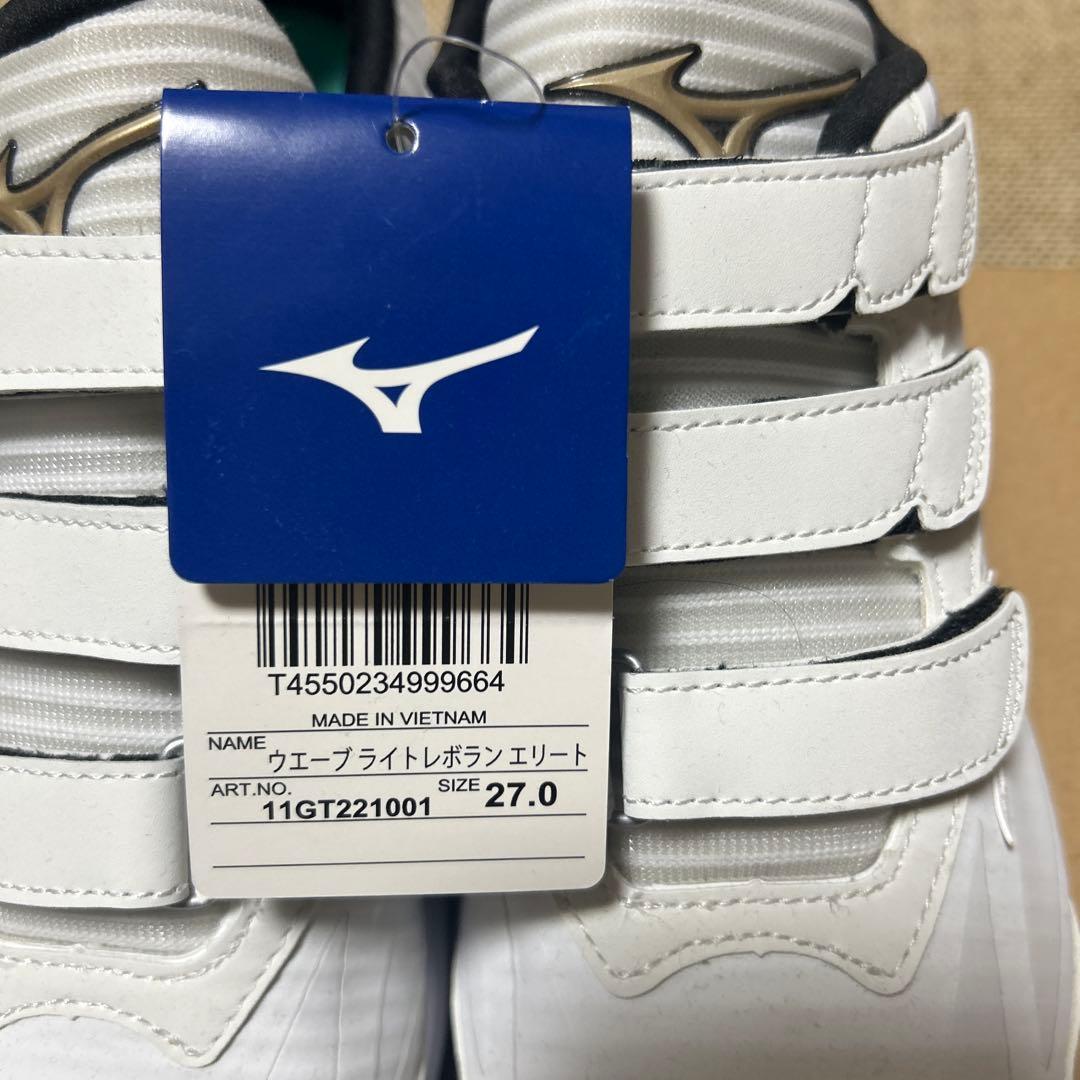 T4550234999664
MADE IN VIETNAM
NAME ウエーブ ライトレボラン エリート
ART.NO. 11GT221001 SIZE 27.0